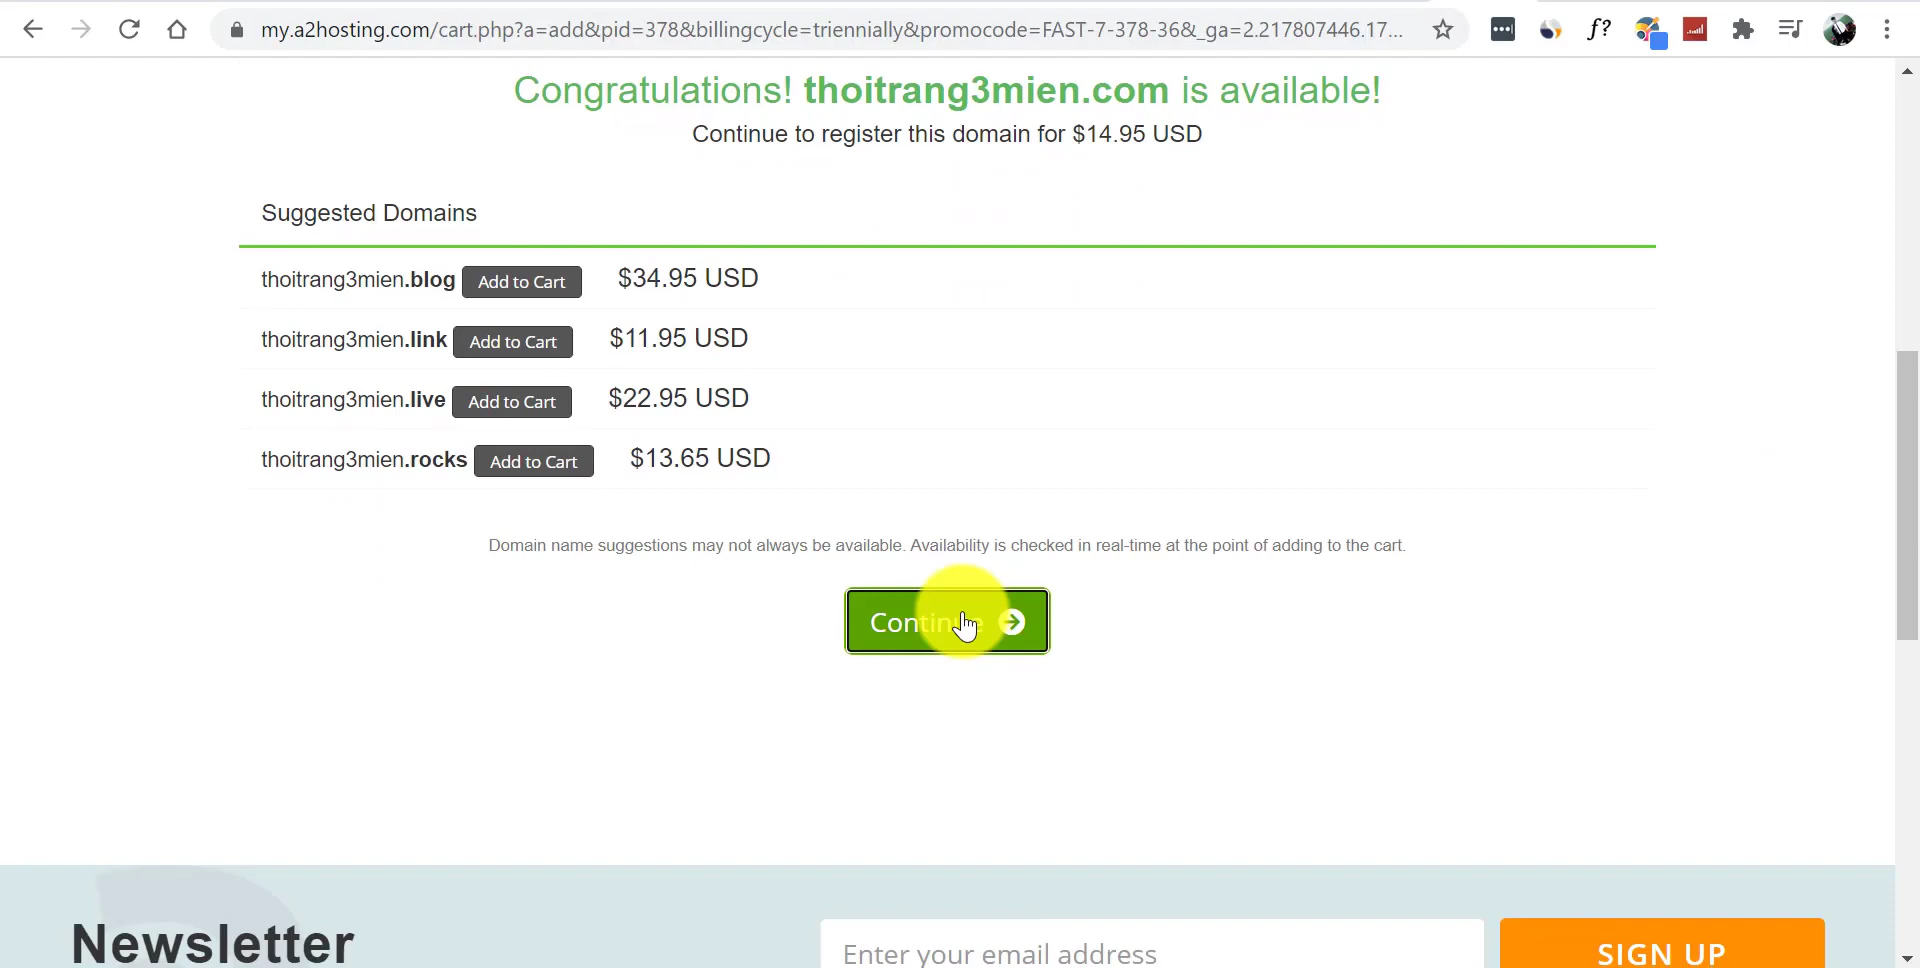 my.a2hosting.com/cart.php?a=add&pid=378&billingcycle=triennially&promocode=FAST-7-378-36&_ga=2.217807446.17...
f?
Congratulations! thoitrang3mien.com is available!
Continue to register this domain for $14.95 USD
Suggested Domains
thoitrang3mien.blog Add to Cart $34.95 USD
thoitrang3mien.link Add to Cart $11.95 USD
thoitrang3mien.live Add to Cart $22.95 USD
thoitrang3mien.rocks Add to Cart $13.65 USD
Domain name suggestions may not always be available. Availability is checked in real-time at the point of adding to the cart.
Continue
Newsletter
Enter your email address
SIGN UP